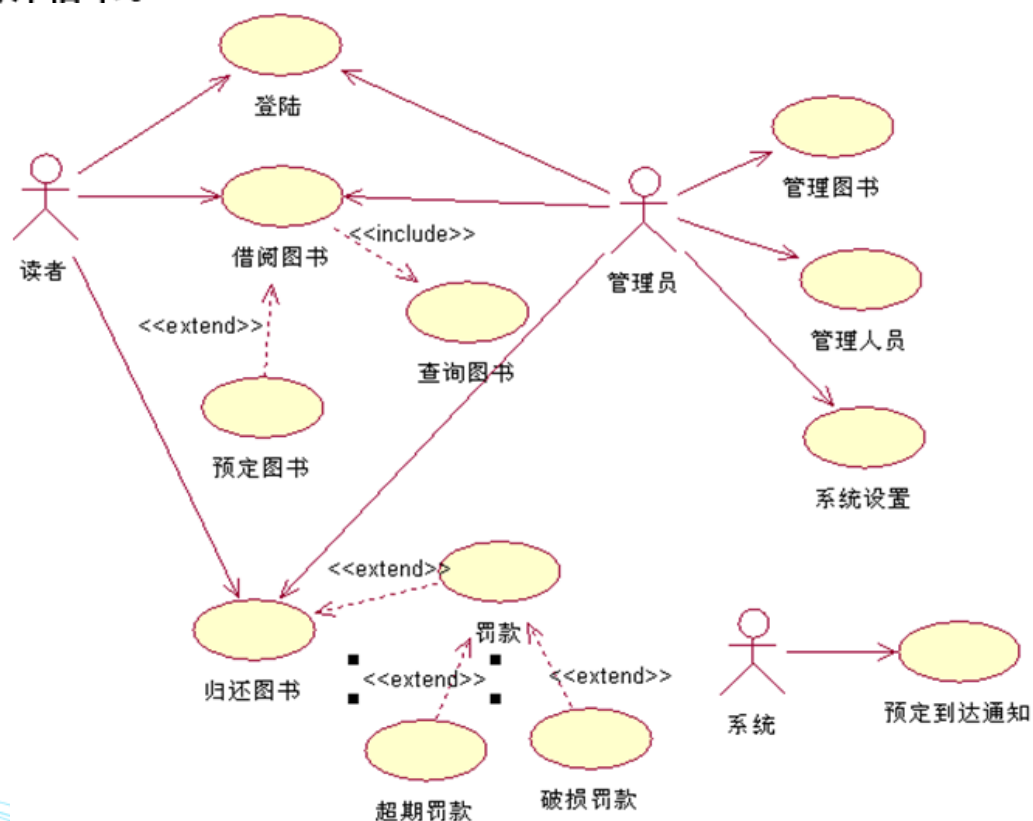 登陆
管理图书
借阅图书
<<include>>
读者
管理员
管理人员
<<extend>>
查询图书
预定图书
系统设置
<<extend>>
罚款
归还图书
<<extend>>
<<extend>>
系统
预定到达通知
超期罚款
破损罚款